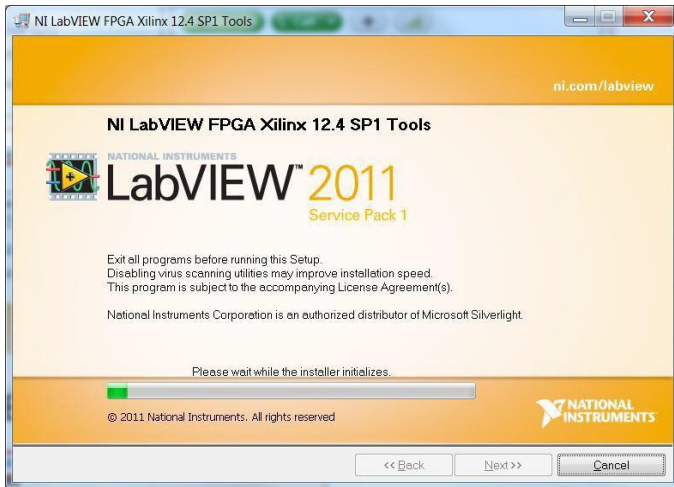 NI LabVIEW FPGA Xilinx 12.4 SP1 Tools
ni.com/labview
NI LabVIEW FPGA Xilinx 12.4 SP1 Tools
NATIONAL INSTRUMENTS
LabVIEW™ 2011
Service Pack 1
Exit all programs before running this Setup.
Disabling virus scanning utilities may improve installation speed.
This program is subject to the accompanying License Agreement(s).
National Instruments Corporation is an authorized distributor of Microsoft Silverlight.
Please wait while the installer initializes.
© 2011 National Instruments. All rights reserved
NATIONAL
INSTRUMENTS
<< Back Next >> Cancel